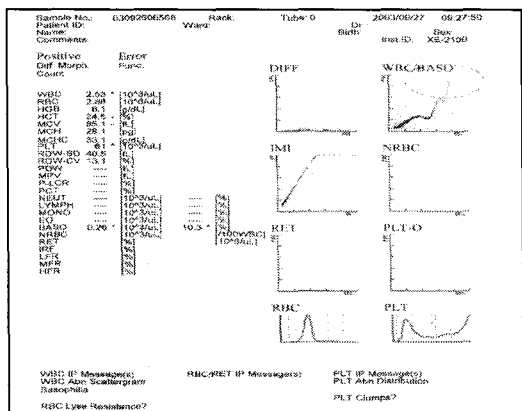 Sample No.: 63092506568 Rack: Tube: 0 2003/09/27 09:27:50
Patient ID: Ward: Dr.
Name: Birth: Sex:
Comments: Inst.ID. XE-2100
Positive Error
Diff. Morph. Func.
Count
DIFF WBC/BASO
WBC 2.53 * [10^3/uL]
RBC 2.88 [10^6/uL]
HGB 8.1 [g/dL]
HCT 24.5 - [%]
MCV 85.1 [fL]
MCH 28.1 [pg]
MCHC 33.1 [g/dL]
PLT 61 * [10^3/uL]
RDW-SD 40.5 [fL]
RDW-CV 13.1 [%]
PDW ---- [fL]
MPV ---- [fL]
P-LCR ---- [%]
PCT ---- [%]
IMI NRBC
NEUT ---- [10^3/uL] ---- [%]
LYMPH ---- [10^3/uL] ---- [%]
MONO ---- [10^3/uL] ---- [%]
EO ---- [10^3/uL] ---- [%]
BASO 0.26 * [10^3/uL] 10.3 * [%]
NRBC [10^3/uL] [/100WBC]
RET [%] [10^6/uL]
IRF [%]
LFR [%]
MFR [%]
HFR [%]
RET PLT-O
RBC PLT
WBC IP Message(s) RBC/RET IP Message(s) PLT IP Message(s)
WBC Abn Scattergram PLT Abn Distribution
Basophilia
PLT Clumps?
RBC Lyse Resistance?